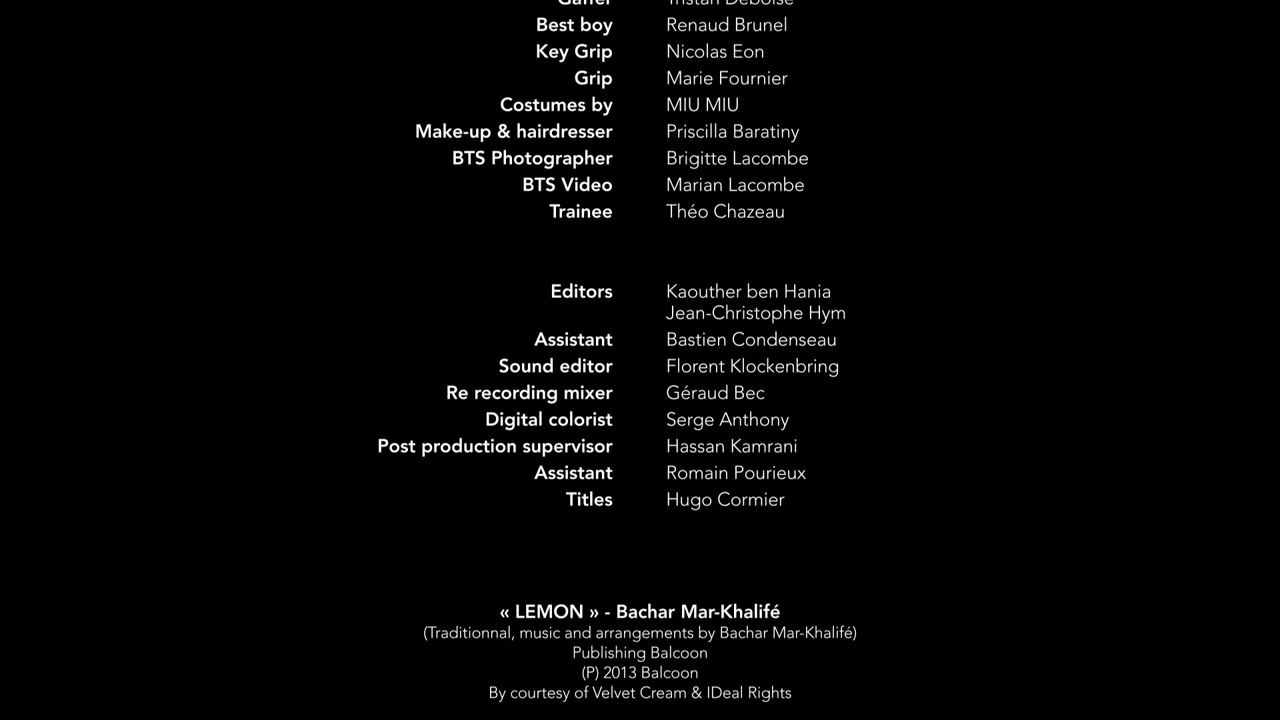 Gaffer Tristan Deboise
Best boy Renaud Brunel
Key Grip Nicolas Eon
Grip Marie Fournier
Costumes by MIU MIU
Make-up & hairdresser Priscilla Baratiny
BTS Photographer Brigitte Lacombe
BTS Video Marian Lacombe
Trainee Théo Chazeau
Editors Kaouther ben Hania
Jean-Christophe Hym
Assistant Bastien Condenseau
Sound editor Florent Klockenbring
Re recording mixer Géraud Bec
Digital colorist Serge Anthony
Post production supervisor Hassan Kamrani
Assistant Romain Pourieux
Titles Hugo Cormier
« LEMON » - Bachar Mar-Khalifé
(Traditionnal, music and arrangements by Bachar Mar-Khalifé)
Publishing Balcoon
(P) 2013 Balcoon
By courtesy of Velvet Cream & IDeal Rights